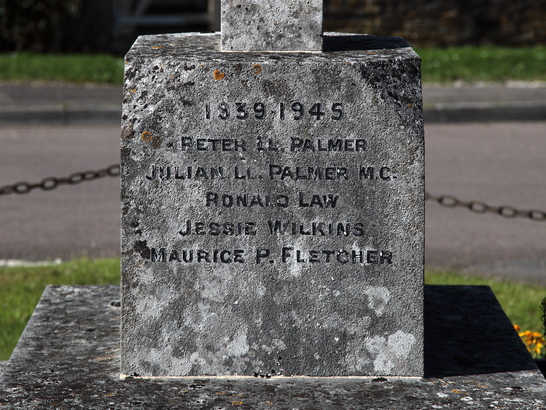 1939-1945
PETER LL. PALMER
JULIAN LL. PALMER M.C.
RONALD LAW
JESSIE WILKINS
MAURICE P. FLETCHER